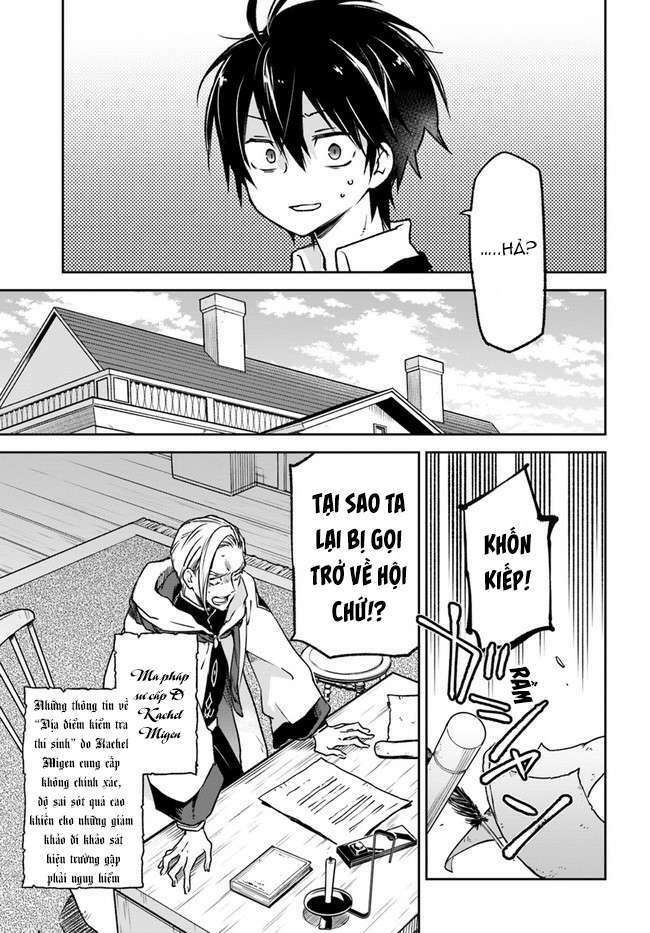 .....HẢ?
KHỐN
KIẾP!
RẦM
TẠI SAO TA
LẠI BỊ GỌI
TRỞ VỀ HỘI
CHỨ!?
Ma pháp
sư cấp D
Kachel
Migen
Những thông tin về
"Địa điểm kiểm tra
thí sinh" do Kachel
Migen cung cấp
không chính xác,
độ sai sót quá cao
khiến cho những giám
khảo đi khảo sát
hiện trường gặp
phải nguy hiểm